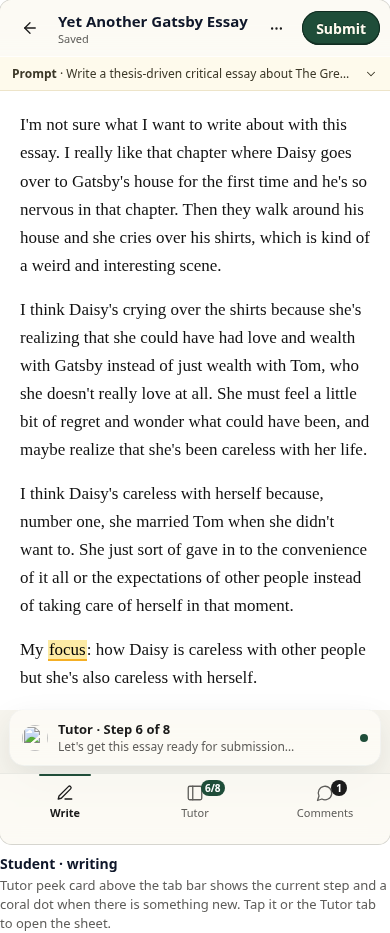 Yet Another Gatsby Essay
Saved
Submit
Prompt · Write a thesis-driven critical essay about The Gre...
I'm not sure what I want to write about with this
essay. I really like that chapter where Daisy goes
over to Gatsby's house for the first time and he's so
nervous in that chapter. Then they walk around his
house and she cries over his shirts, which is kind of
a weird and interesting scene.
I think Daisy's crying over the shirts because she's
realizing that she could have had love and wealth
with Gatsby instead of just wealth with Tom, who
she doesn't really love at all. She must feel a little
bit of regret and wonder what could have been, and
maybe realize that she's been careless with her life.
I think Daisy's careless with herself because,
number one, she married Tom when she didn't
want to. She just sort of gave in to the convenience
of it all or the expectations of other people instead
of taking care of herself in that moment.
My focus: how Daisy is careless with other people
but she's also careless with herself.
Tutor · Step 6 of 8
Let's get this essay ready for submission...
Write
Tutor
6/8
Comments
1
Student · writing
Tutor peek card above the tab bar shows the current step and a
coral dot when there is something new. Tap it or the Tutor tab
to open the sheet.